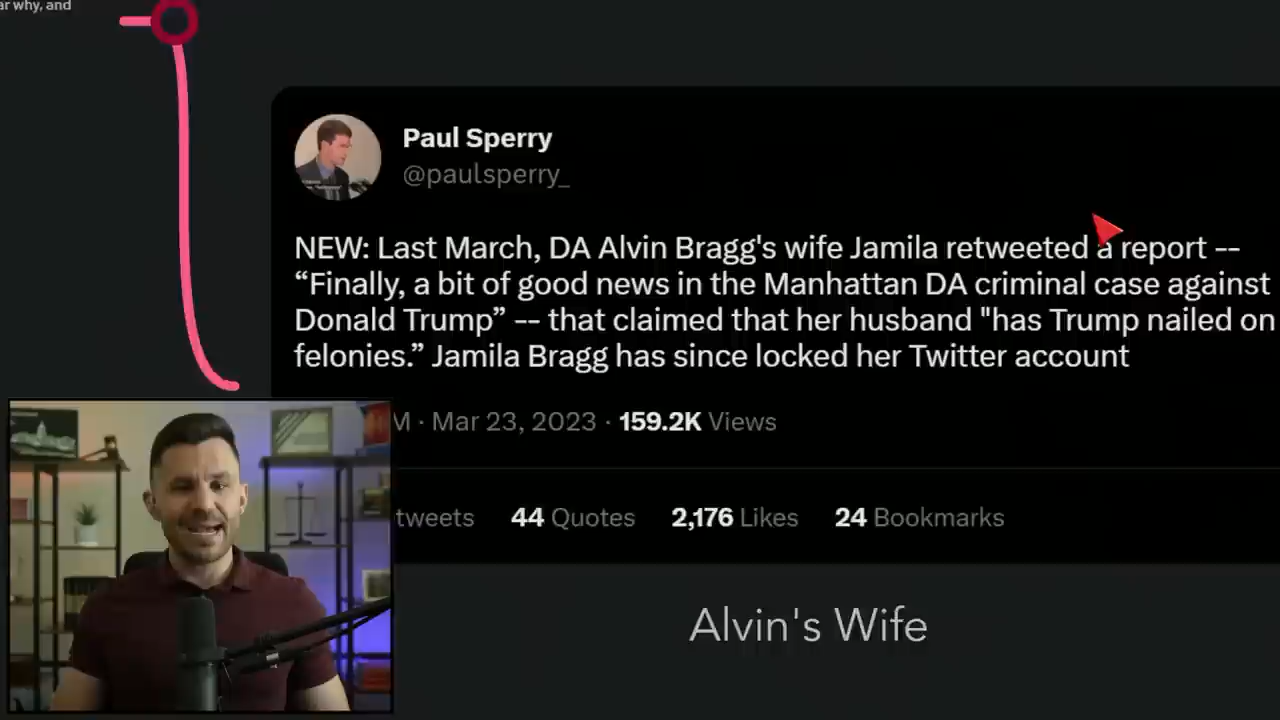 ar why, and
Paul Sperry
@paulsperry_
NEW: Last March, DA Alvin Bragg's wife Jamila retweeted a report --
“Finally, a bit of good news in the Manhattan DA criminal case against
Donald Trump” -- that claimed that her husband "has Trump nailed on
felonies.” Jamila Bragg has since locked her Twitter account
M · Mar 23, 2023 · 159.2K Views
tweets 44 Quotes 2,176 Likes 24 Bookmarks
Alvin's Wife